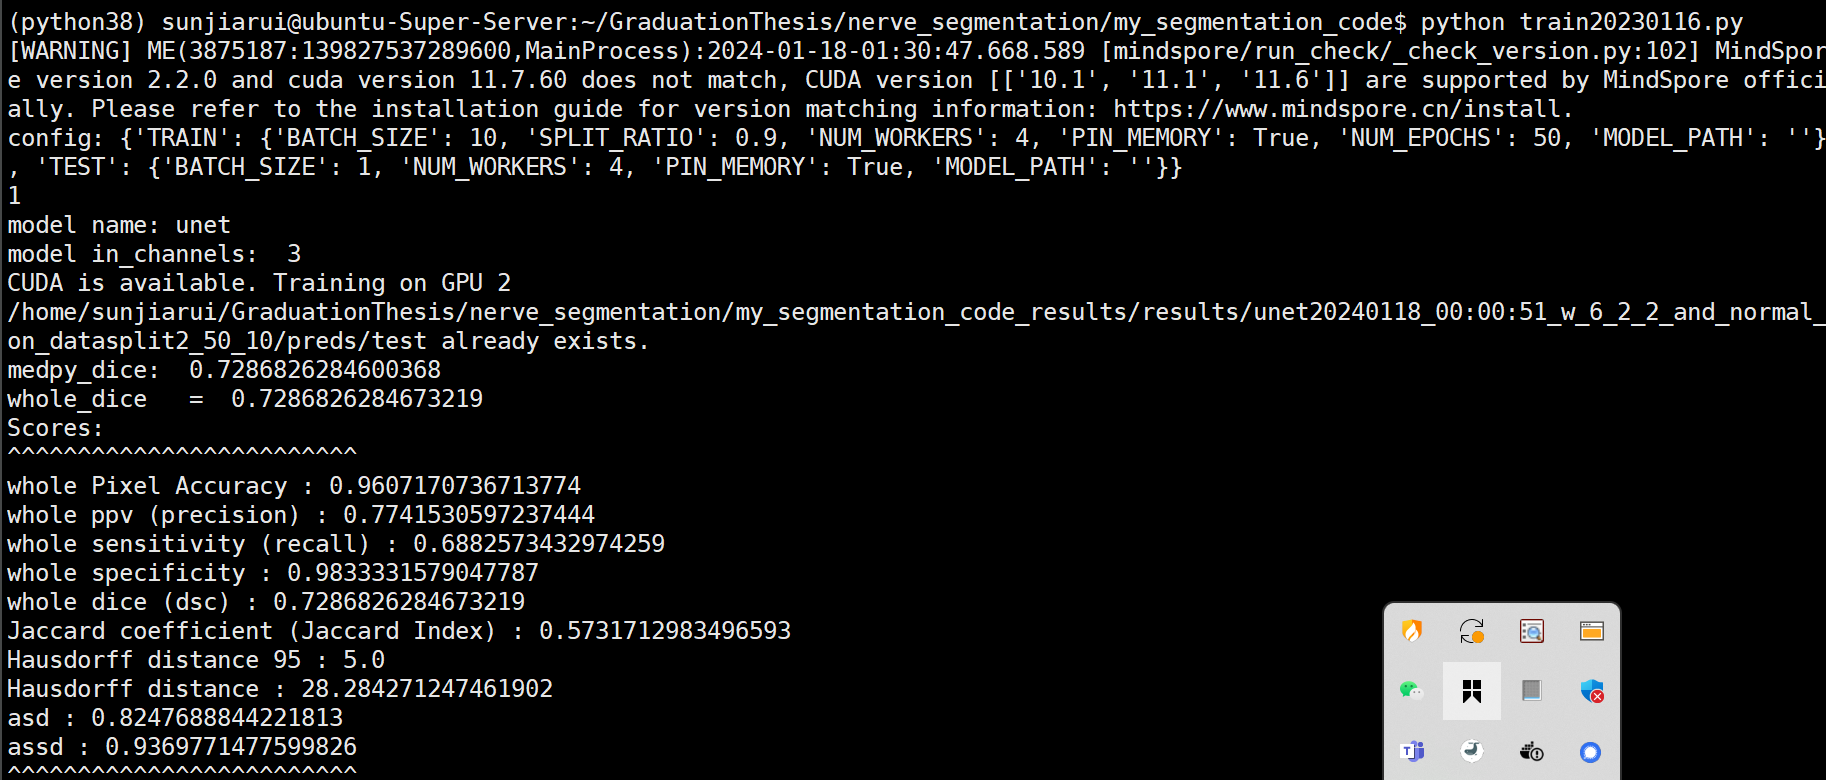 (python38) sunjiarui@ubuntu-Super-Server:~/GraduationThesis/nerve_segmentation/my_segmentation_code$ python train20230116.py
[WARNING] ME(3875187:139827537289600,MainProcess):2024-01-18-01:30:47.668.589 [mindspore/run_check/_check_version.py:102] MindSpor
e version 2.2.0 and cuda version 11.7.60 does not match, CUDA version [['10.1', '11.1', '11.6']] are supported by MindSpore offici
ally. Please refer to the installation guide for version matching information: https://www.mindspore.cn/install.
config: {'TRAIN': {'BATCH_SIZE': 10, 'SPLIT_RATIO': 0.9, 'NUM_WORKERS': 4, 'PIN_MEMORY': True, 'NUM_EPOCHS': 50, 'MODEL_PATH': ''}
, 'TEST': {'BATCH_SIZE': 1, 'NUM_WORKERS': 4, 'PIN_MEMORY': True, 'MODEL_PATH': ''}}
1
model name: unet
model in_channels:  3
CUDA is available. Training on GPU 2
/home/sunjiarui/GraduationThesis/nerve_segmentation/my_segmentation_code_results/results/unet20240118_00:00:51_w_6_2_2_and_normal_
on_datasplit2_50_10/preds/test already exists.
medpy_dice:  0.7286826284600368
whole_dice   =  0.7286826284673219
Scores:
^^^^^^^^^^^^^^^^^^^^^^^^^
whole Pixel Accuracy : 0.9607170736713774
whole ppv (precision) : 0.7741530597237444
whole sensitivity (recall) : 0.6882573432974259
whole specificity : 0.9833331579047787
whole dice (dsc) : 0.7286826284673219
Jaccard coefficient (Jaccard Index) : 0.5731712983496593
Hausdorff distance 95 : 5.0
Hausdorff distance : 28.284271247461902
asd : 0.8247688844221813
assd : 0.9369771477599826
^^^^^^^^^^^^^^^^^^^^^^^^^